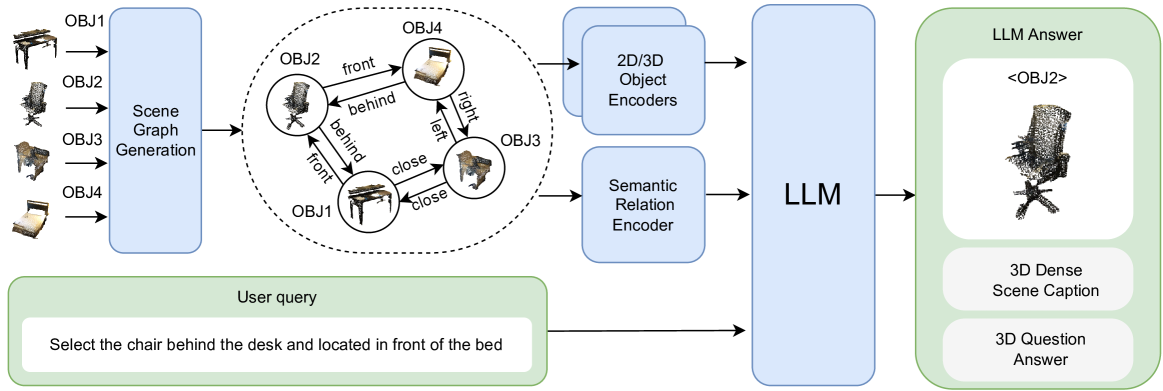 OBJ1
OBJ2
OBJ3
OBJ4
Scene
Graph
Generation
OBJ2
OBJ4
OBJ1
OBJ3
front
behind
behind
front
right
left
close
close
2D/3D
Object
Encoders
Semantic
Relation
Encoder
User query
Select the chair behind the desk and located in front of the bed
LLM
LLM Answer
<OBJ2>
3D Dense
Scene Caption
3D Question
Answer